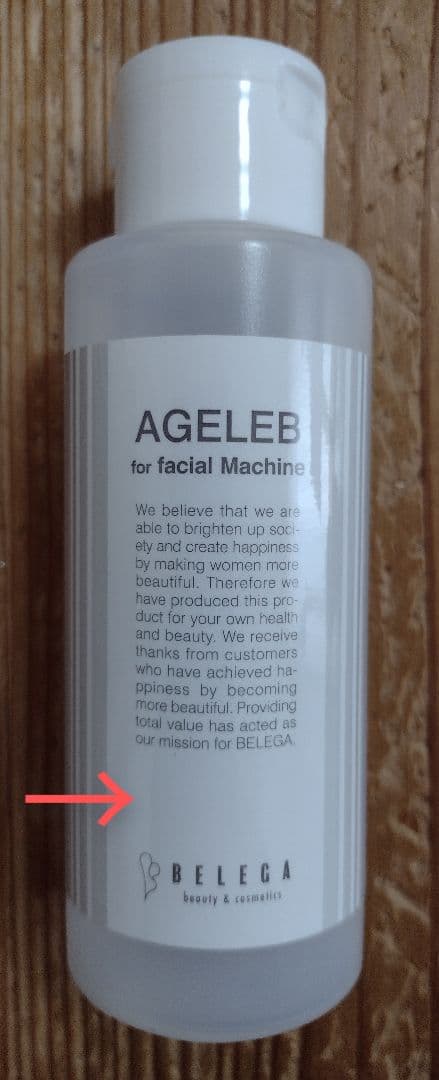 AGELEB
for facial Machine
We believe that we are
able to brighten up soci-
ety and create happiness
by making women more
beautiful. Therefore we
have produced this pro-
duct for your own health
and beauty. We receive
thanks from customers
who have achieved ha-
ppiness by becoming
more beautiful. Providing
total value has acted as
our mission for BELEGA.
BELEGA
beauty & cosmetics